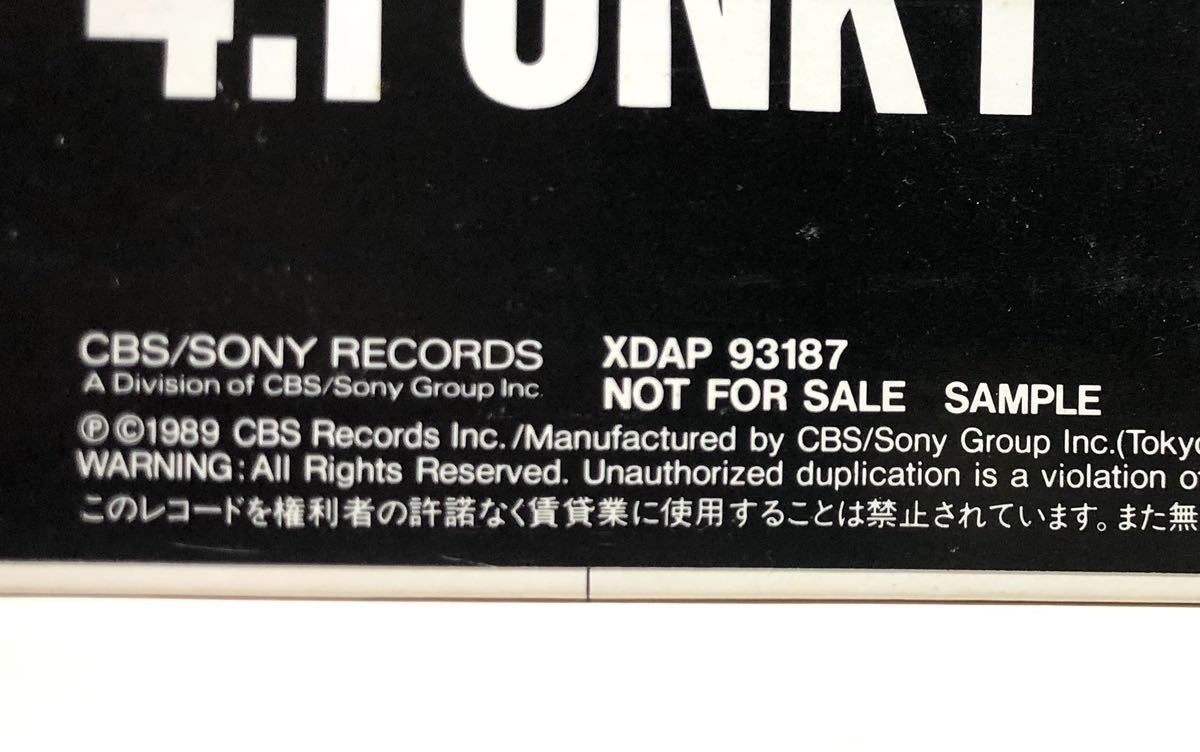 4.FUNKY
CBS/SONY RECORDS XDAP 93187
A Division of CBS/Sony Group Inc. NOT FOR SALE SAMPLE
℗©1989 CBS Records Inc./Manufactured by CBS/Sony Group Inc.(Tokyo
WARNING:All Rights Reserved. Unauthorized duplication is a violation o
このレコードを権利者の許諾なく賃貸業に使用することは禁止されています。また無